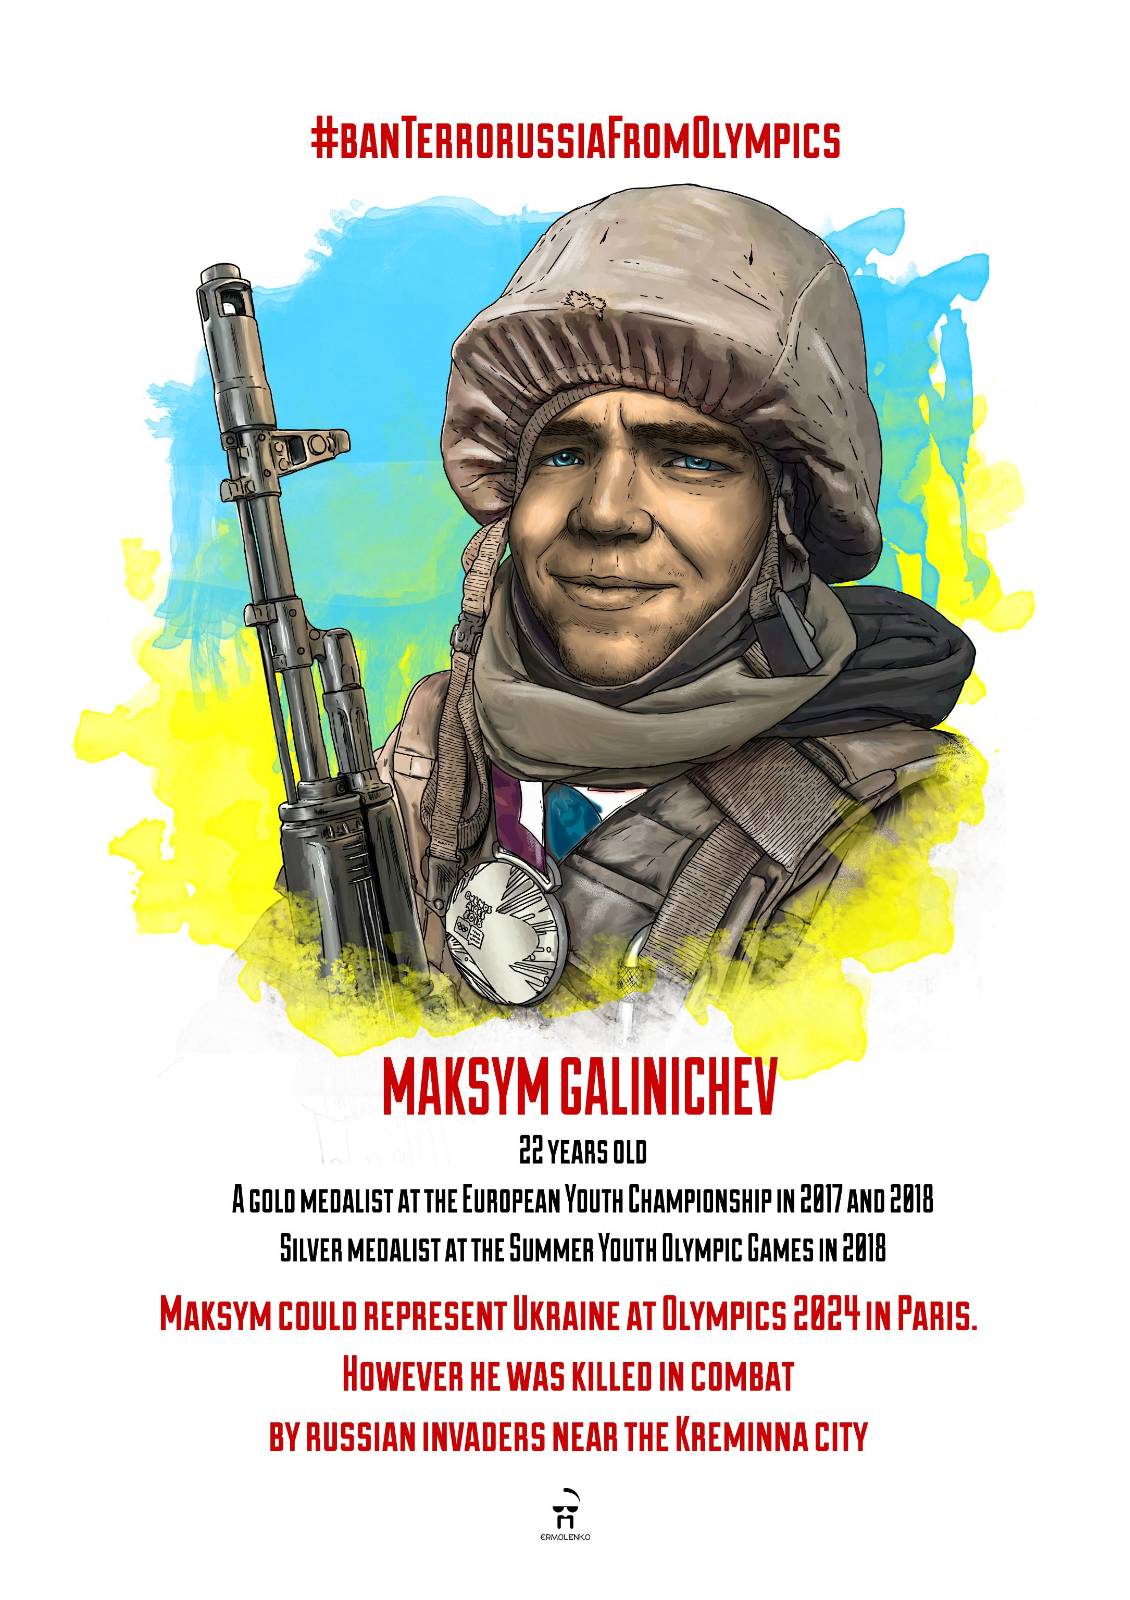 #banTerrorussiaFromOlympics
MAKSYM GALINICHEV
22 years old
A gold medalist at the European Youth Championship in 2017 and 2018
Silver medalist at the Summer Youth Olympic Games in 2018
Maksym could represent Ukraine at Olympics 2024 in Paris.
However he was killed in combat
by russian invaders near the Kreminna city
ERMOLENKO